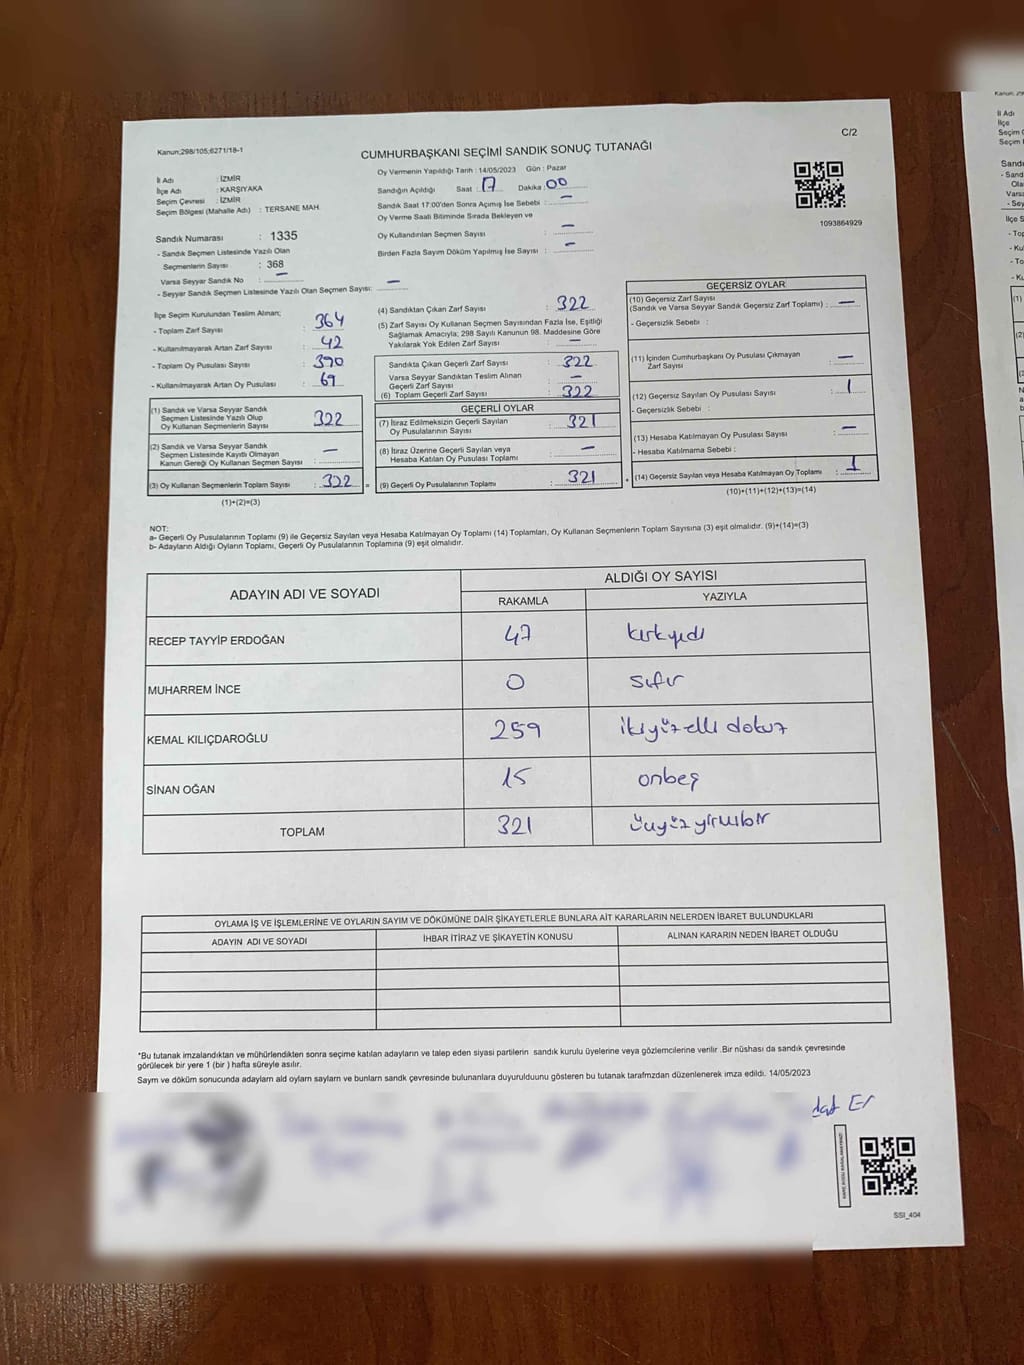 Kanun;298/105;6271/18-1
C/2
CUMHURBAŞKANI SEÇİMİ SANDIK SONUÇ TUTANAĞI
İl Adı : İZMİR
İlçe Adı : KARŞIYAKA
Seçim Çevresi : İZMİR
Seçim Bölgesi (Mahalle Adı) : TERSANE MAH.
Sandık Numarası : 1335
- Sandık Seçmen Listesinde Yazılı Olan
Seçmenlerin Sayısı : 368
Varsa Seyyar Sandık No : —
- Seyyar Sandık Seçmen Listesinde Yazılı Olan Seçmen Sayısı: —
Oy Vermenin Yapıldığı Tarih : 14/05/2023 Gün : Pazar
Sandığın Açıldığı Saat : 17 Dakika : 00
Sandık Saat 17:00'den Sonra Açımış İse Sebebi : —
Oy Verme Saati Bitiminde Sırada Bekleyen ve
Oy Kullandırılan Seçmen Sayısı : —
Birden Fazla Sayım Döküm Yapılmış İse Sayısı : —
1093864929
İlçe Seçim Kurulundan Teslim Alınan;
- Toplam Zarf Sayısı : 364
- Kullanılmayarak Artan Zarf Sayısı : 42
- Toplam Oy Pusulası Sayısı : 390
- Kullanılmayarak Artan Oy Pusulası : 69
(1) Sandık ve Varsa Seyyar Sandık
Seçmen Listesinde Yazılı Olup
Oy Kullanan Seçmenlerin Sayısı : 322
(2) Sandık ve Varsa Seyyar Sandık
Seçmen Listesinde Kayıtlı Olmayan
Kanun Gereği Oy Kullanan Seçmen Sayısı : —
(3) Oy Kullanan Seçmenlerin Toplam Sayısı : 322 =
(1)+(2)=(3)
(4) Sandıktan Çıkan Zarf Sayısı : 322
(5) Zarf Sayısı Oy Kullanan Seçmen Sayısından Fazla İse, Eşitliği
Sağlamak Amacıyla; 298 Sayılı Kanunun 98. Maddesine Göre
Yakılarak Yok Edilen Zarf Sayısı : —
Sandıkta Çıkan Geçerli Zarf Sayısı : 322
Varsa Seyyar Sandıktan Teslim Alınan
Geçerli Zarf Sayısı : —
(6) Toplam Geçerli Zarf Sayısı : 322
GEÇERLİ OYLAR
(7) İtiraz Edilmeksizin Geçerli Sayılan
Oy Pusulalarının Sayısı : 321
(8) İtiraz Üzerine Geçerli Sayılan veya
Hesaba Katılan Oy Pusulası Toplamı : —
(9) Geçerli Oy Pusulalarının Toplamı : 321 +
GEÇERSİZ OYLAR
(10) Geçersiz Zarf Sayısı
(Sandık ve Varsa Seyyar Sandık Geçersiz Zarf Toplamı) : —
- Geçersizlik Sebebi :
(11) İçinden Cumhurbaşkanı Oy Pusulası Çıkmayan
Zarf Sayısı : —
(12) Geçersiz Sayılan Oy Pusulası Sayısı : 1
- Geçersizlik Sebebi :
(13) Hesaba Katılmayan Oy Pusulası Sayısı : —
- Hesaba Katılmama Sebebi :
(14) Geçersiz Sayılan veya Hesaba Katılmayan Oy Toplamı : 1
(10)+(11)+(12)+(13)=(14)
NOT:
a- Geçerli Oy Pusulalarının Toplamı (9) ile Geçersiz Sayılan veya Hesaba Katılmayan Oy Toplamı (14) Toplamları, Oy Kullanan Seçmenlerin Toplam Sayısına (3) eşit olmalıdır. (9)+(14)=(3)
b- Adayların Aldığı Oyların Toplamı, Geçerli Oy Pusulalarının Toplamına (9) eşit olmalıdır.
ADAYIN ADI VE SOYADI ALDIĞI OY SAYISI
RAKAMLA YAZIYLA
RECEP TAYYİP ERDOĞAN 47 kırkyedi
MUHARREM İNCE 0 sıfır
KEMAL KILIÇDAROĞLU 259 ikiyüzelli dokuz
SİNAN OĞAN 15 onbeş
TOPLAM 321 üçyüz yirmibir
OYLAMA İŞ VE İŞLEMLERİNE VE OYLARIN SAYIM VE DÖKÜMÜNE DAİR ŞİKAYETLERLE BUNLARA AİT KARARLARIN NELERDEN İBARET BULUNDUKLARI
ADAYIN ADI VE SOYADI İHBAR İTİRAZ VE ŞİKAYETİN KONUSU ALINAN KARARIN NEDEN İBARET OLDUĞU
*Bu tutanak imzalandıktan ve mühürlendikten sonra seçime katılan adayların ve talep eden siyasi partilerin sandık kurulu üyelerine veya gözlemcilerine verilir .Bir nüshası da sandık çevresinde
görülecek bir yere 1 (bir ) hafta süreyle asılır.
Saym ve döküm sonucunda adaylarn ald oylarn saylarn ve bunlarn sandk çevresinde bulunanlara duyurulduunu gösteren bu tutanak tarafmzdan düzenlenerek imza edildi. 14/05/2023
dat Er
SSI_404